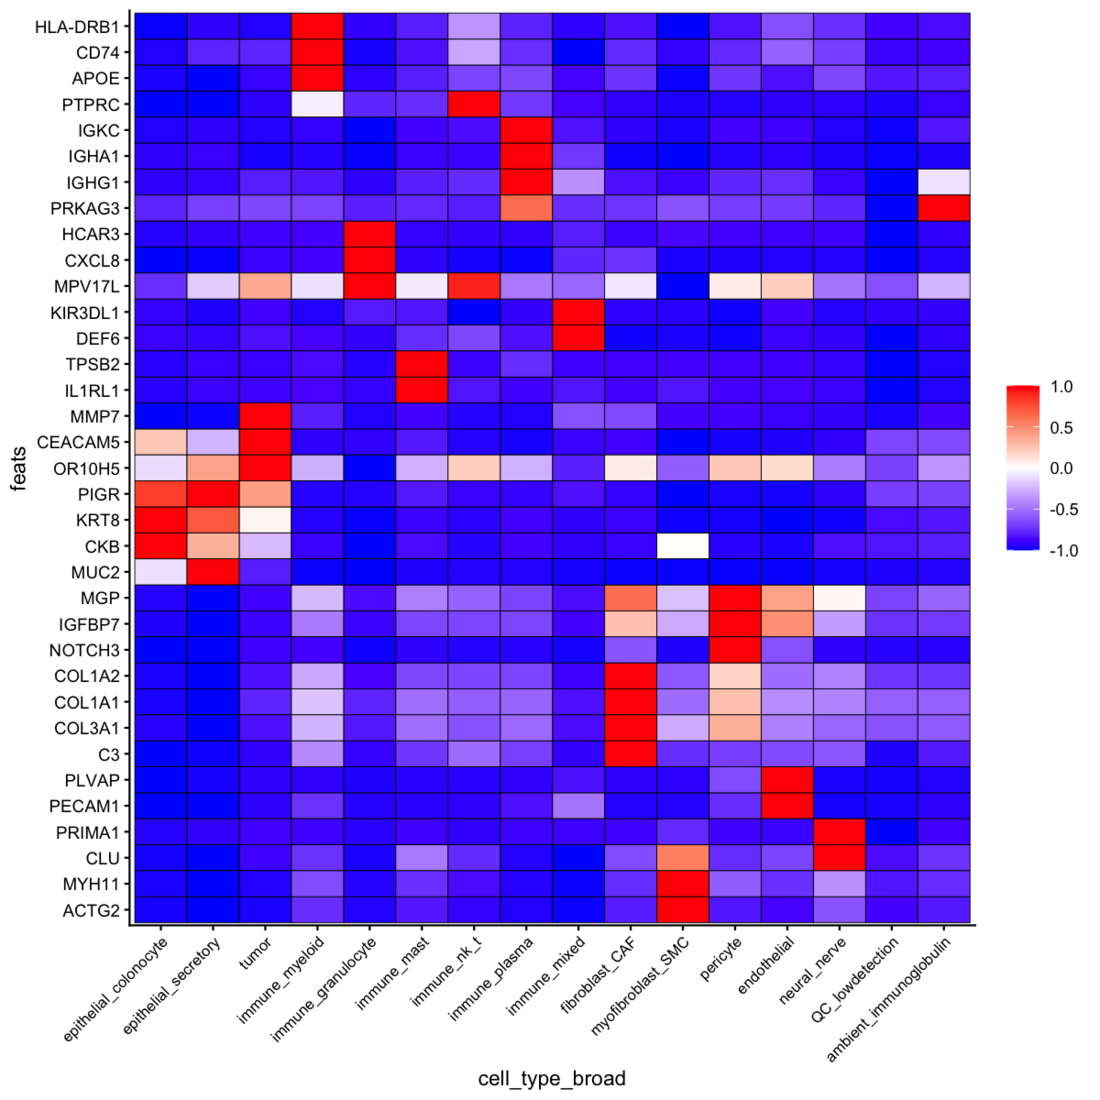 HLA-DRB1
CD74
APOE
PTPRC
IGKC
IGHA1
IGHG1
PRKAG3
HCAR3
CXCL8
MPV17L
KIR3DL1
DEF6
TPSB2
IL1RL1
MMP7
CEACAM5
OR10H5
PIGR
KRT8
CKB
MUC2
MGP
IGFBP7
NOTCH3
COL1A2
COL1A1
COL3A1
C3
PLVAP
PECAM1
PRIMA1
CLU
MYH11
ACTG2
feats
epithelial_colonocyte
epithelial_secretory
tumor
immune_myeloid
immune_granulocyte
immune_mast
immune_nk_t
immune_plasma
immune_mixed
fibroblast_CAF
myofibroblast_SMC
pericyte
endothelial
neural_nerve
QC_lowdetection
ambient_immunoglobulin
cell_type_broad
1.0
0.5
0.0
-0.5
-1.0